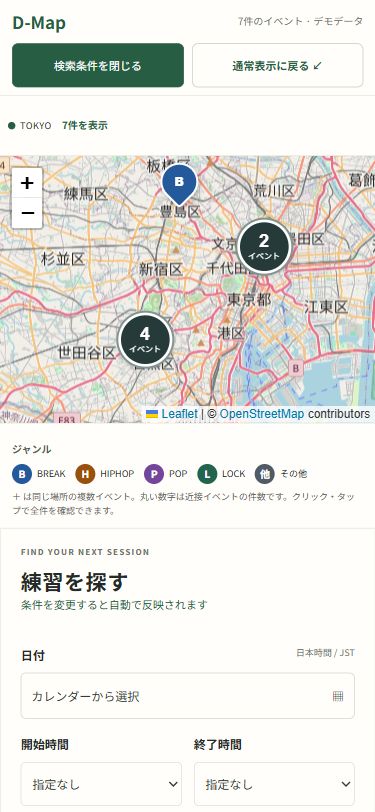 D-Map
7件のイベント・デモデータ
検索条件を閉じる
通常表示に戻る ↙
TOKYO 7件を表示
+
−
板橋区
B
荒川区
葛飾
練馬区
豊島区
文京
2
イベント
墨田区
杉並区
新宿区
千代田
東京都
江東区
4
イベント
港区
世田谷区
B
E83
Leaflet | © OpenStreetMap contributors
ジャンル
B BREAK H HIPHOP P POP L LOCK 他 その他
＋ は同じ場所の複数イベント。丸い数字は近接イベントの件数です。クリック・タッ
プで全件を確認できます。
FIND YOUR NEXT SESSION
練習を探す
条件を変更すると自動で反映されます
日付
日本時間 / JST
カレンダーから選択
開始時間 終了時間
指定なし 指定なし